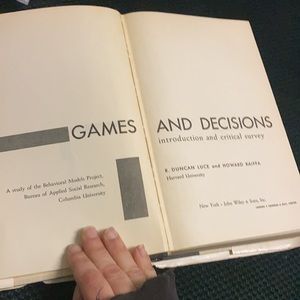 GAMES AND DECISIONS
introduction and critical survey
R. DUNCAN LUCE and HOWARD RAIFFA
Harvard University
A study of the Behavioral Models Project,
Bureau of Applied Social Research,
Columbia University
New York · John Wiley & Sons, Inc.